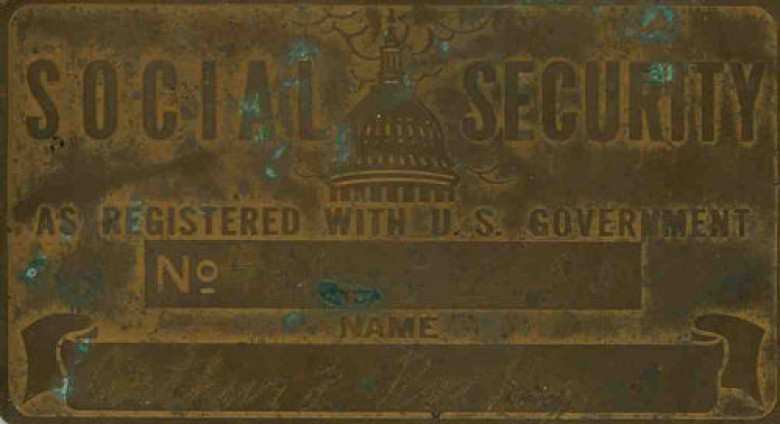 SOCIAL SECURITY
AS REGISTERED WITH U. S. GOVERNMENT
No
NAME